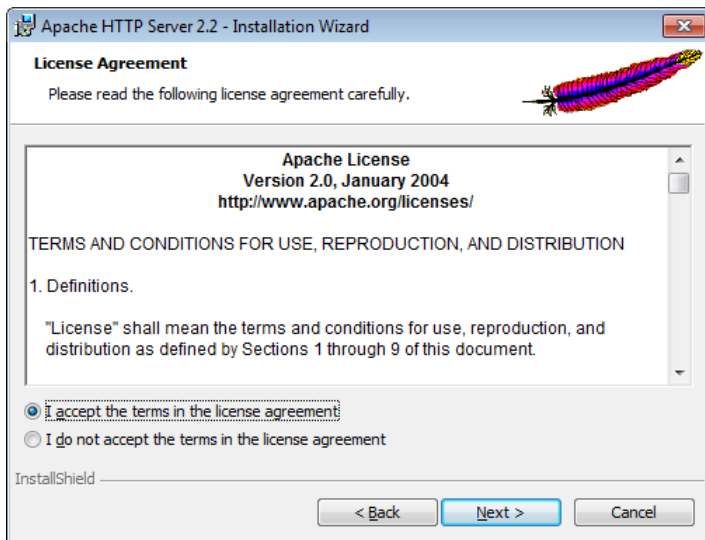 Apache HTTP Server 2.2 - Installation Wizard
License Agreement
Please read the following license agreement carefully.
Apache License
Version 2.0, January 2004
http://www.apache.org/licenses/
TERMS AND CONDITIONS FOR USE, REPRODUCTION, AND DISTRIBUTION
1. Definitions.
"License" shall mean the terms and conditions for use, reproduction, and
distribution as defined by Sections 1 through 9 of this document.
I accept the terms in the license agreement
I do not accept the terms in the license agreement
InstallShield
< Back
Next >
Cancel